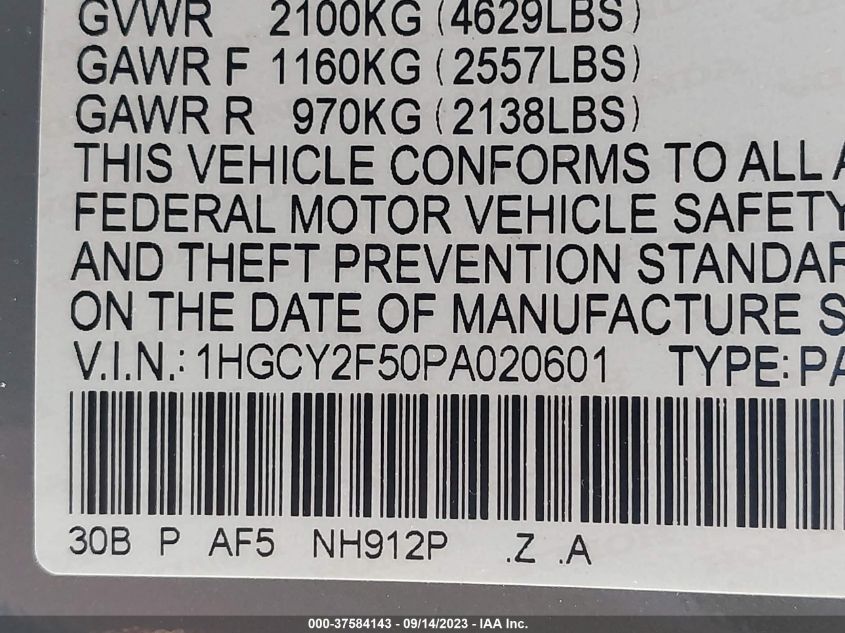 GVWR 2100KG (4629LBS)
GAWR F 1160KG (2557LBS)
GAWR R 970KG (2138LBS)
THIS VEHICLE CONFORMS TO ALL A
FEDERAL MOTOR VEHICLE SAFETY
AND THEFT PREVENTION STANDAR
ON THE DATE OF MANUFACTURE S
V.I.N.: 1HGCY2F50PA020601 TYPE: PA
30B P AF5 NH912P .Z .A
000-37584143 - 09/14/2023 - IAA Inc.